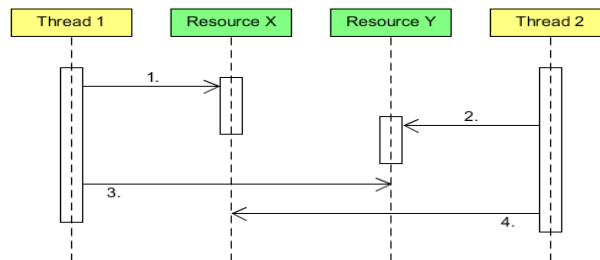 Thread 1
Resource X
Resource Y
Thread 2
1.
2.
3.
4.